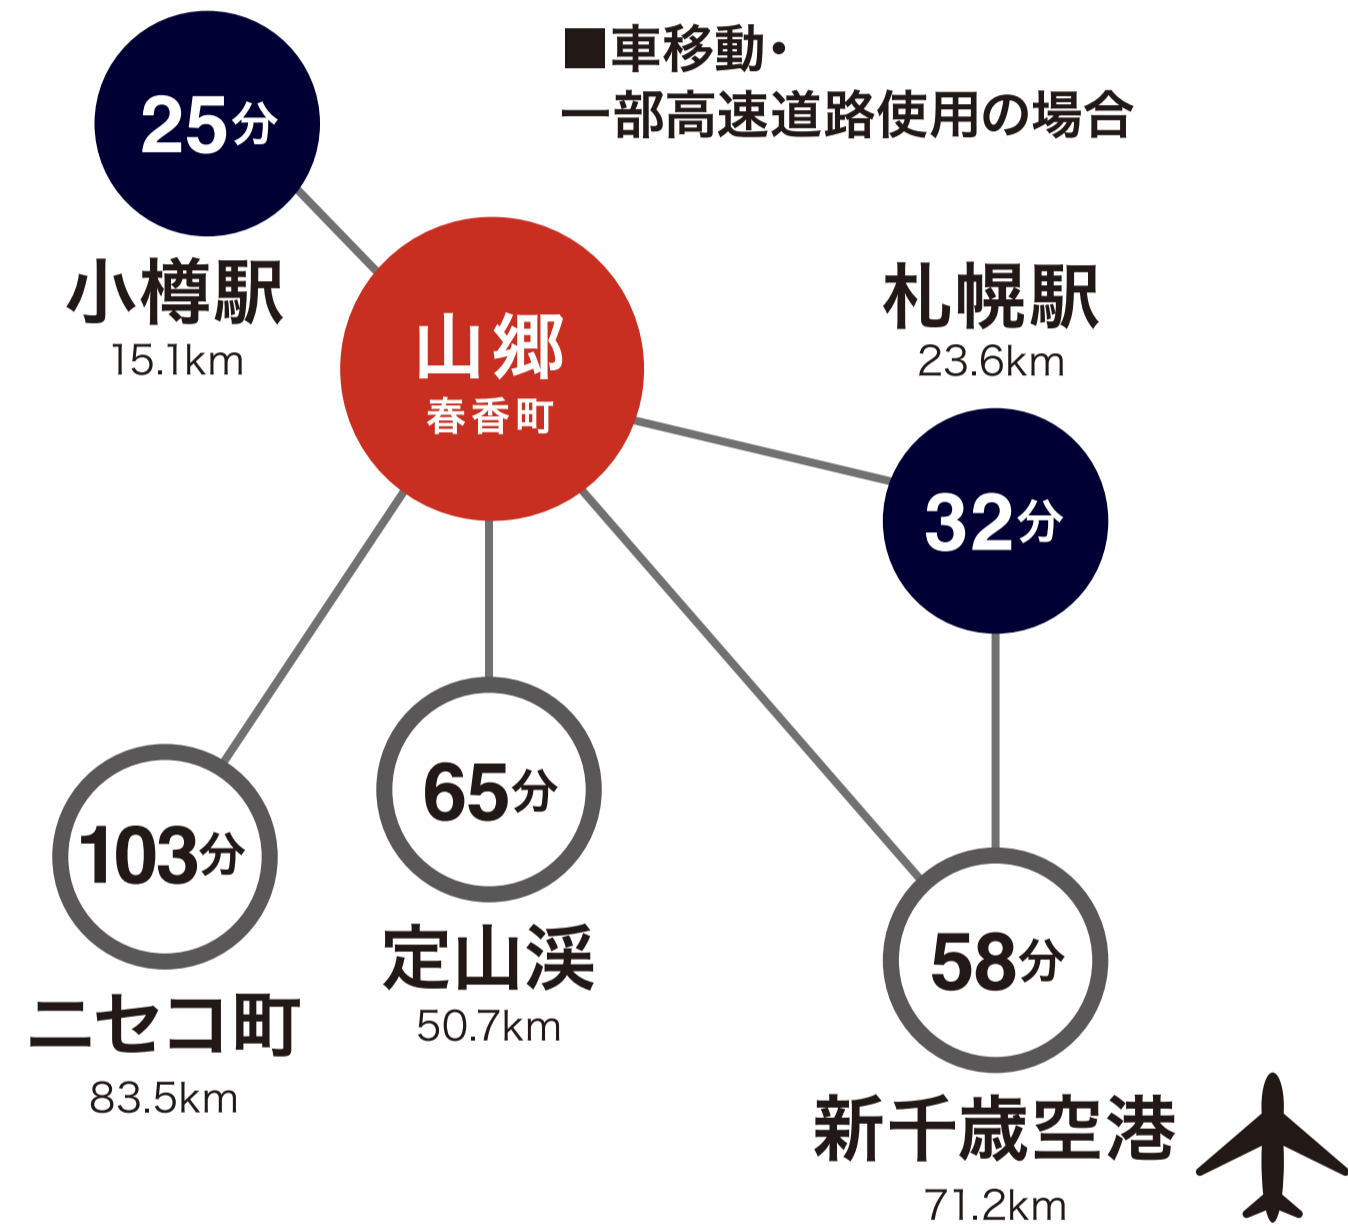 ■車移動・
一部高速道路使用の場合
25分
小樽駅
15.1km
山郷
春香町
札幌駅
23.6km
32分
103分
ニセコ町
83.5km
65分
定山渓
50.7km
58分
新千歳空港
71.2km